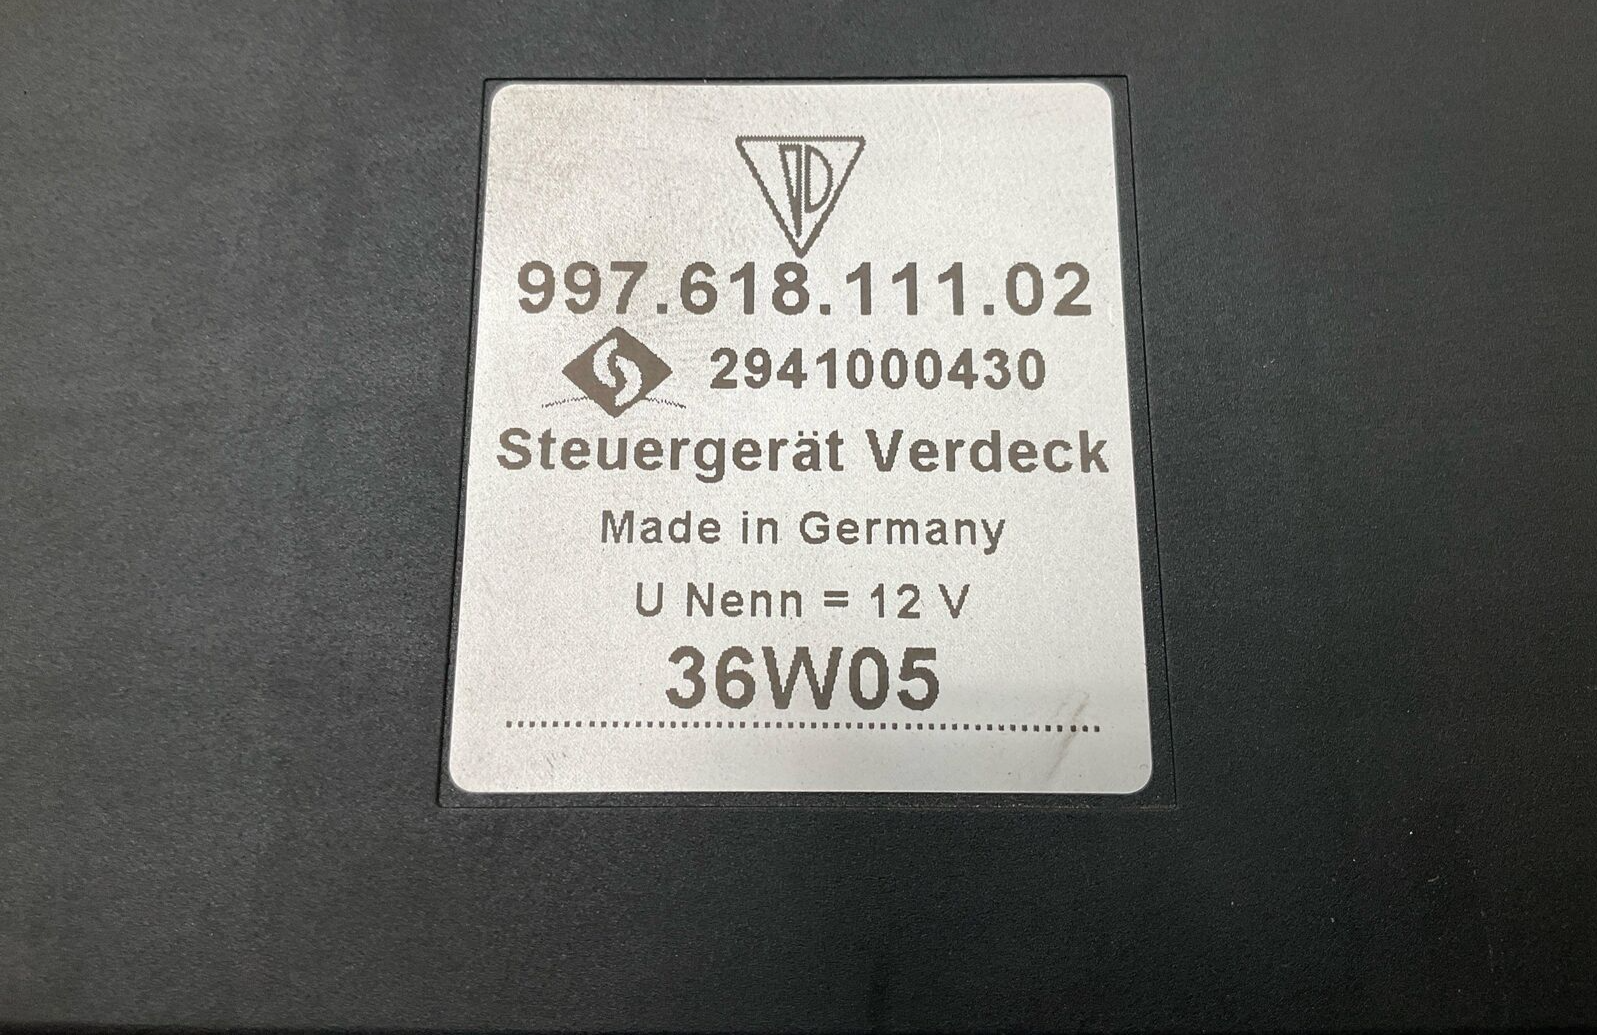 997.618.111.02
2941000430
Steuergerät Verdeck
Made in Germany
U Nenn = 12 V
36W05